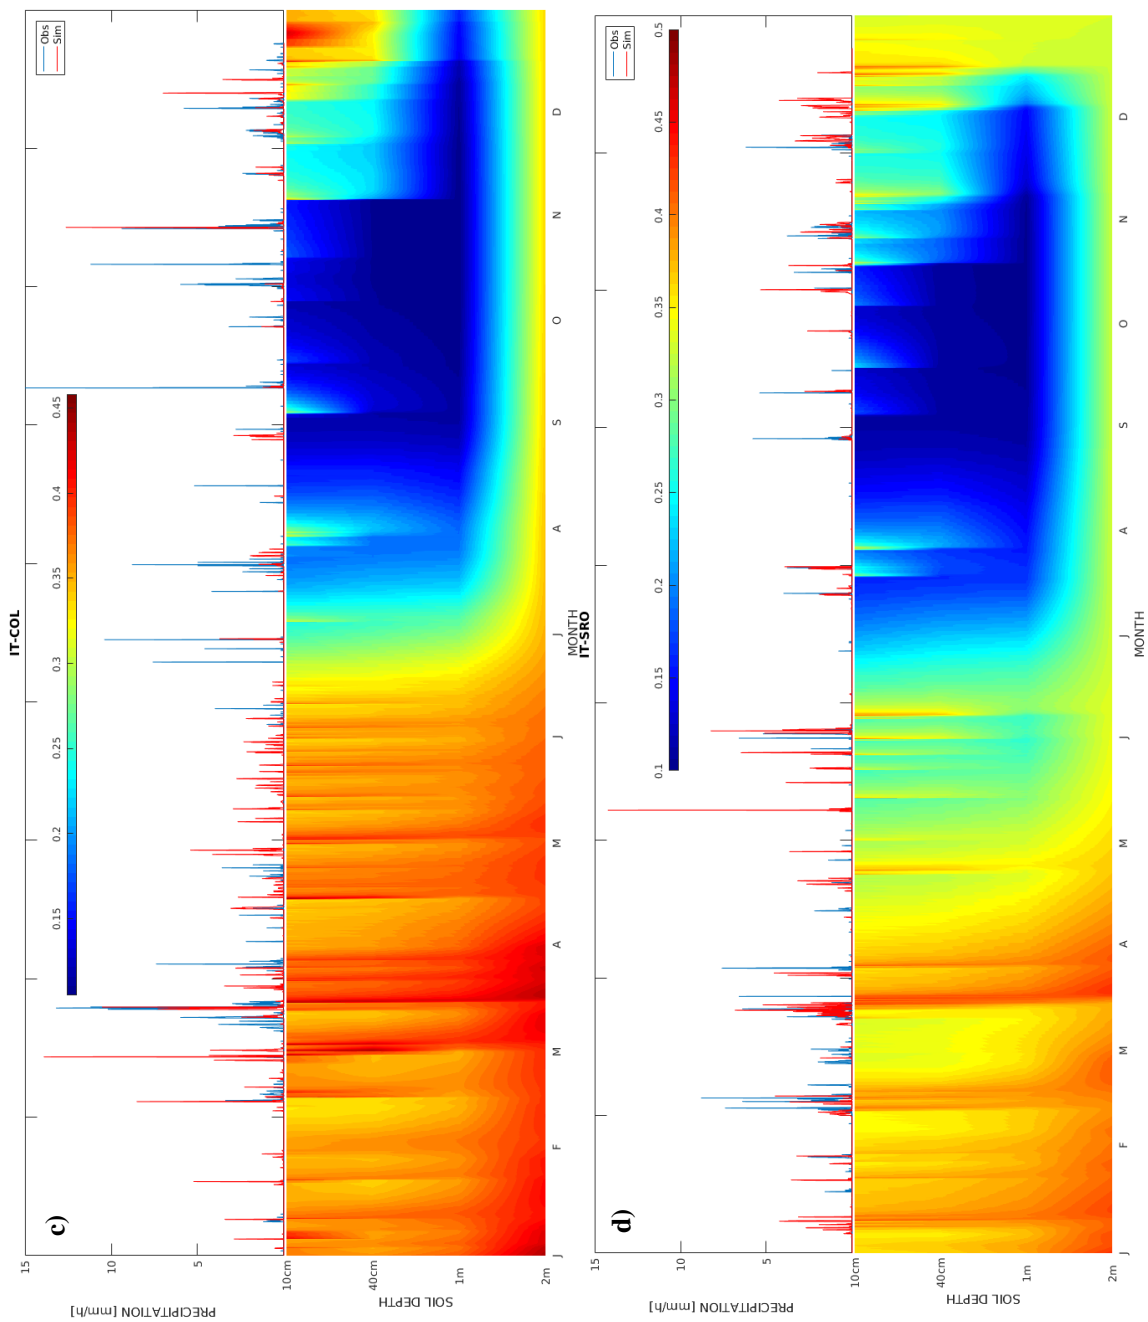 IT-COL
c)
PRECIPITATION [mm/h]
15
10
5
Obs
Sim
0.15
0.2
0.25
0.3
0.35
0.4
0.45
SOIL DEPTH
10cm
40cm
1m
2m
J
F
M
A
M
J
J
A
S
O
N
D
MONTH
IT-SRO
d)
PRECIPITATION [mm/h]
15
10
5
Obs
Sim
0.1
0.15
0.2
0.25
0.3
0.35
0.4
0.45
0.5
SOIL DEPTH
10cm
40cm
1m
2m
J
F
M
A
M
J
J
A
S
O
N
D
MONTH